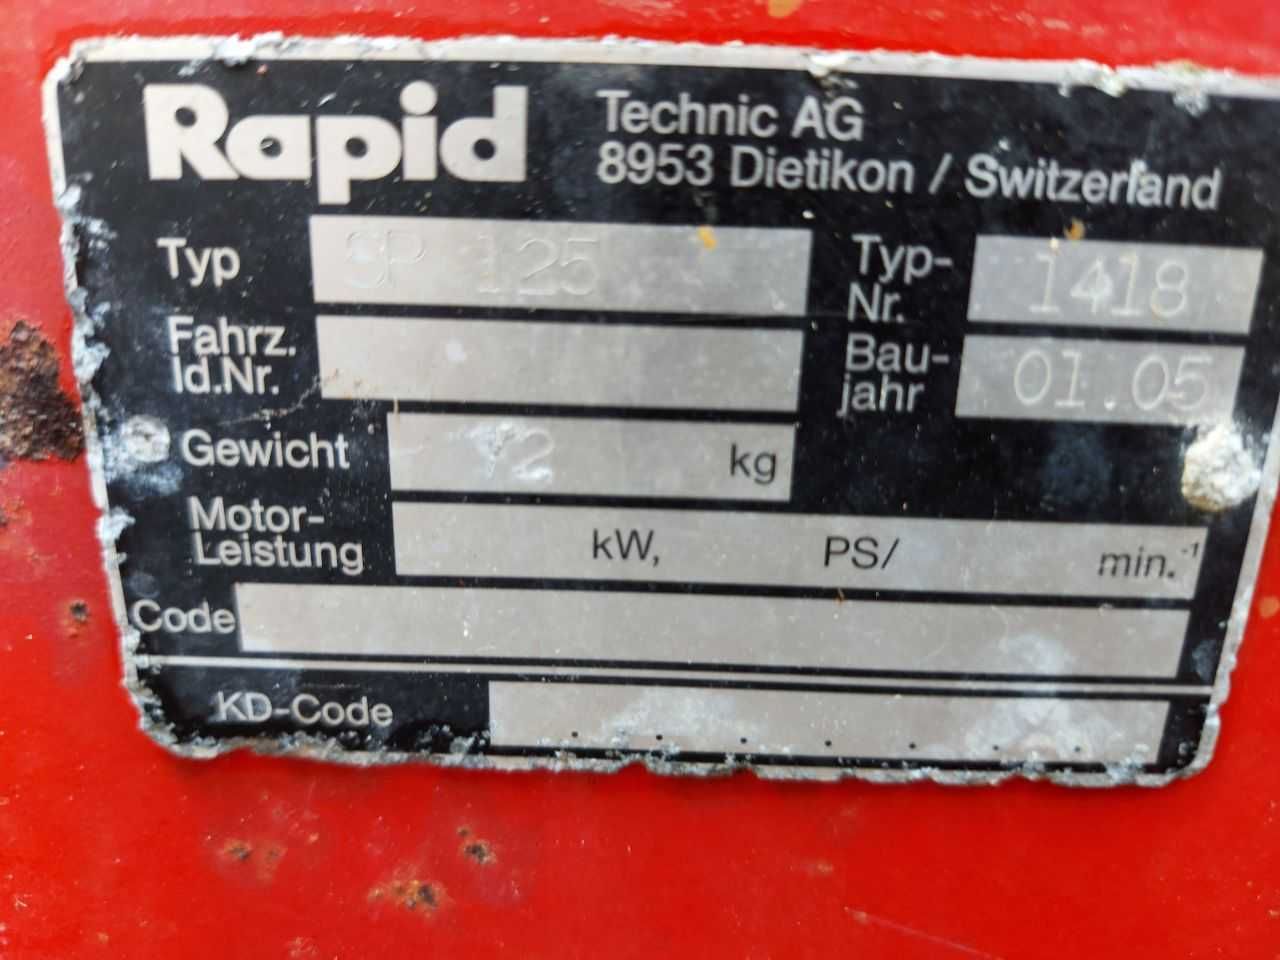 Rapid
Technic AG
8953 Dietikon / Switzerland
Typ
SP 125
Typ-
Nr.
1418
Fahrz.
Id.Nr.
Bau-
jahr
01.05
Gewicht
kg
Motor-
Leistung
kW,
PS/
min.-1
Code
KD-Code